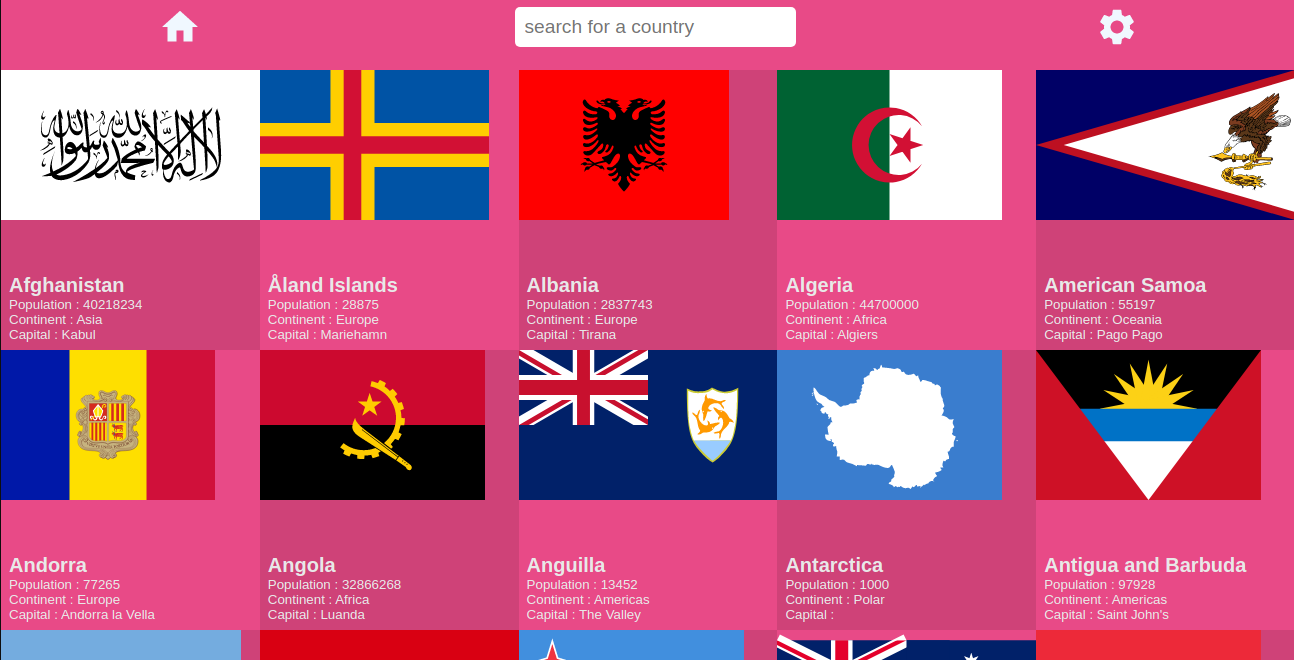 search for a country
لا إله إلا الله محمد رسول الله
Afghanistan
Population : 40218234
Continent : Asia
Capital : Kabul
Åland Islands
Population : 28875
Continent : Europe
Capital : Mariehamn
Albania
Population : 2837743
Continent : Europe
Capital : Tirana
Algeria
Population : 44700000
Continent : Africa
Capital : Algiers
American Samoa
Population : 55197
Continent : Oceania
Capital : Pago Pago
Andorra
Population : 77265
Continent : Europe
Capital : Andorra la Vella
Angola
Population : 32866268
Continent : Africa
Capital : Luanda
Anguilla
Population : 13452
Continent : Americas
Capital : The Valley
Antarctica
Population : 1000
Continent : Polar
Capital :
Antigua and Barbuda
Population : 97928
Continent : Americas
Capital : Saint John's